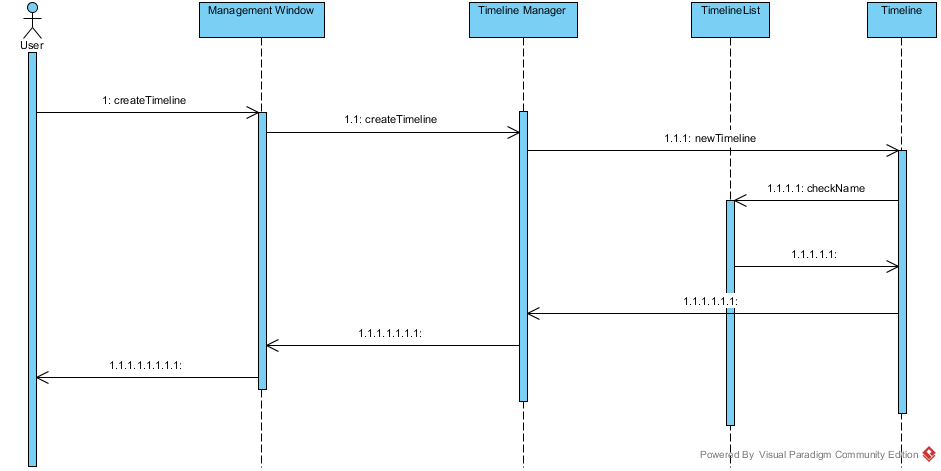 Management Window
Timeline Manager
TimelineList
Timeline
User
1: createTimeline
1.1: createTimeline
1.1.1: newTimeline
1.1.1.1: checkName
1.1.1.1.1:
1.1.1.1.1.1:
1.1.1.1.1.1.1:
1.1.1.1.1.1.1.1:
Powered By Visual Paradigm Community Edition